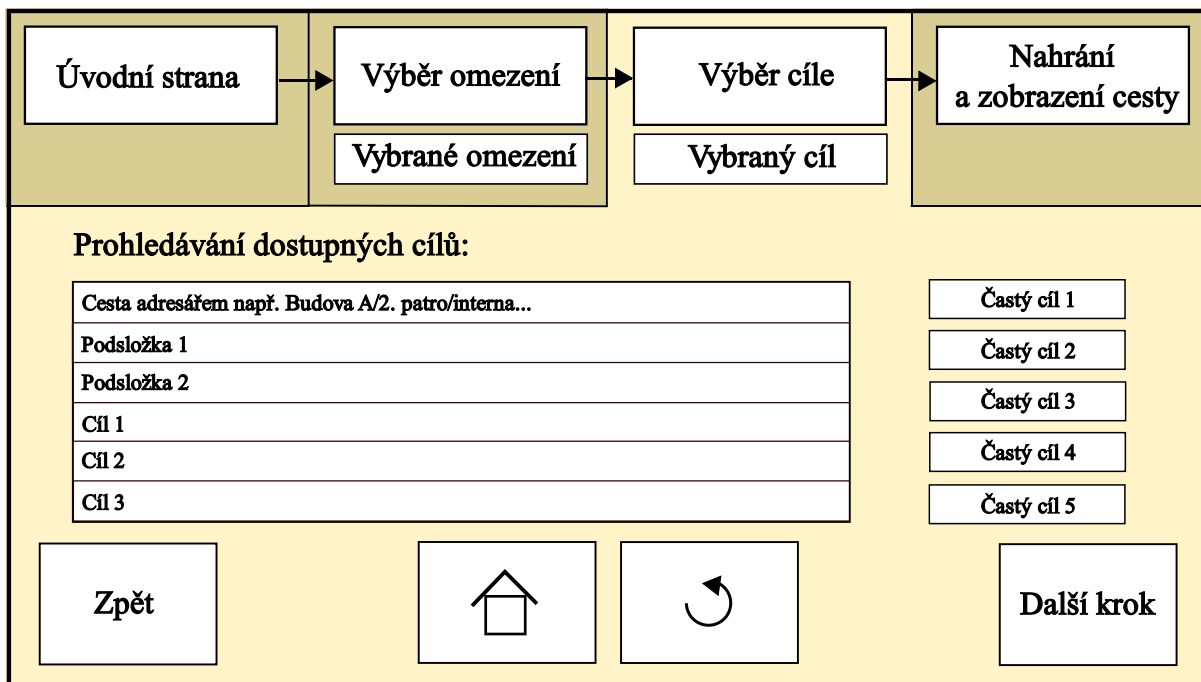 Úvodní strana
Výběr omezení
Výběr cíle
Nahrání
a zobrazení cesty
Vybrané omezení
Vybraný cíl
Prohledávání dostupných cílů:
Cesta adresářem např. Budova A/2. patro/interna...
Podsložka 1
Podsložka 2
Cíl 1
Cíl 2
Cíl 3
Častý cíl 1
Častý cíl 2
Častý cíl 3
Častý cíl 4
Častý cíl 5
Zpět
Další krok